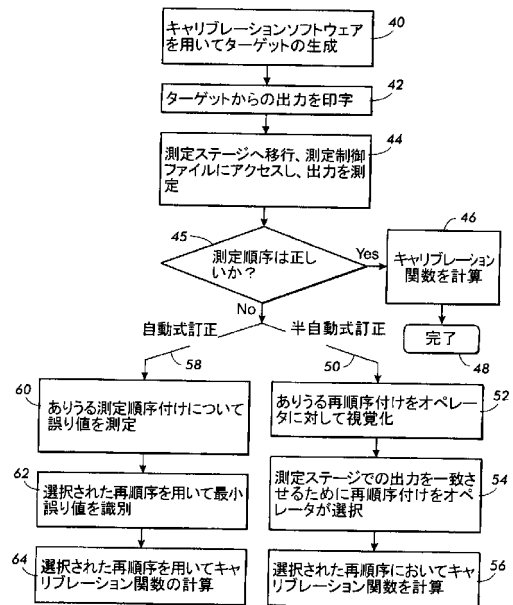 キャリブレーションソフトウェア
を用いてターゲットの生成
40
ターゲットからの出力を印字
42
測定ステージへ移行、測定制御
ファイルにアクセスし、出力を測
定
44
45
測定順序は正し
いか？
Yes
46
キャリブレーション
関数を計算
No
完了
48
自動式訂正
半自動式訂正
58
50
60
ありうる測定順序付けについて
誤り値を測定
ありうる再順序付けをオペレ
ータに対して視覚化
52
62
選択された再順序を用いて最小
誤り値を識別
測定ステージでの出力を一致さ
せるために再順序付けをオペ
レータが選択
54
64
選択された再順序を用いてキャ
リブレーション関数の計算
選択された再順序においてキャ
リブレーション関数を計算
56